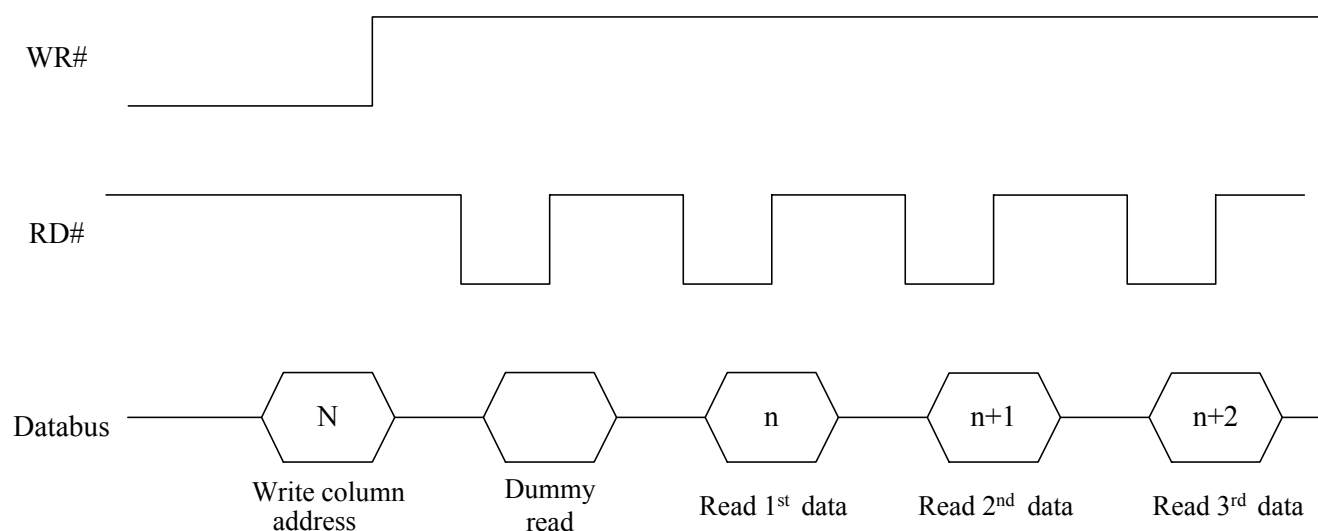 WR#
RD#
Databus
N
n
n+1
n+2
Write column
address
Dummy
read
Read 1st data
Read 2nd data
Read 3rd data